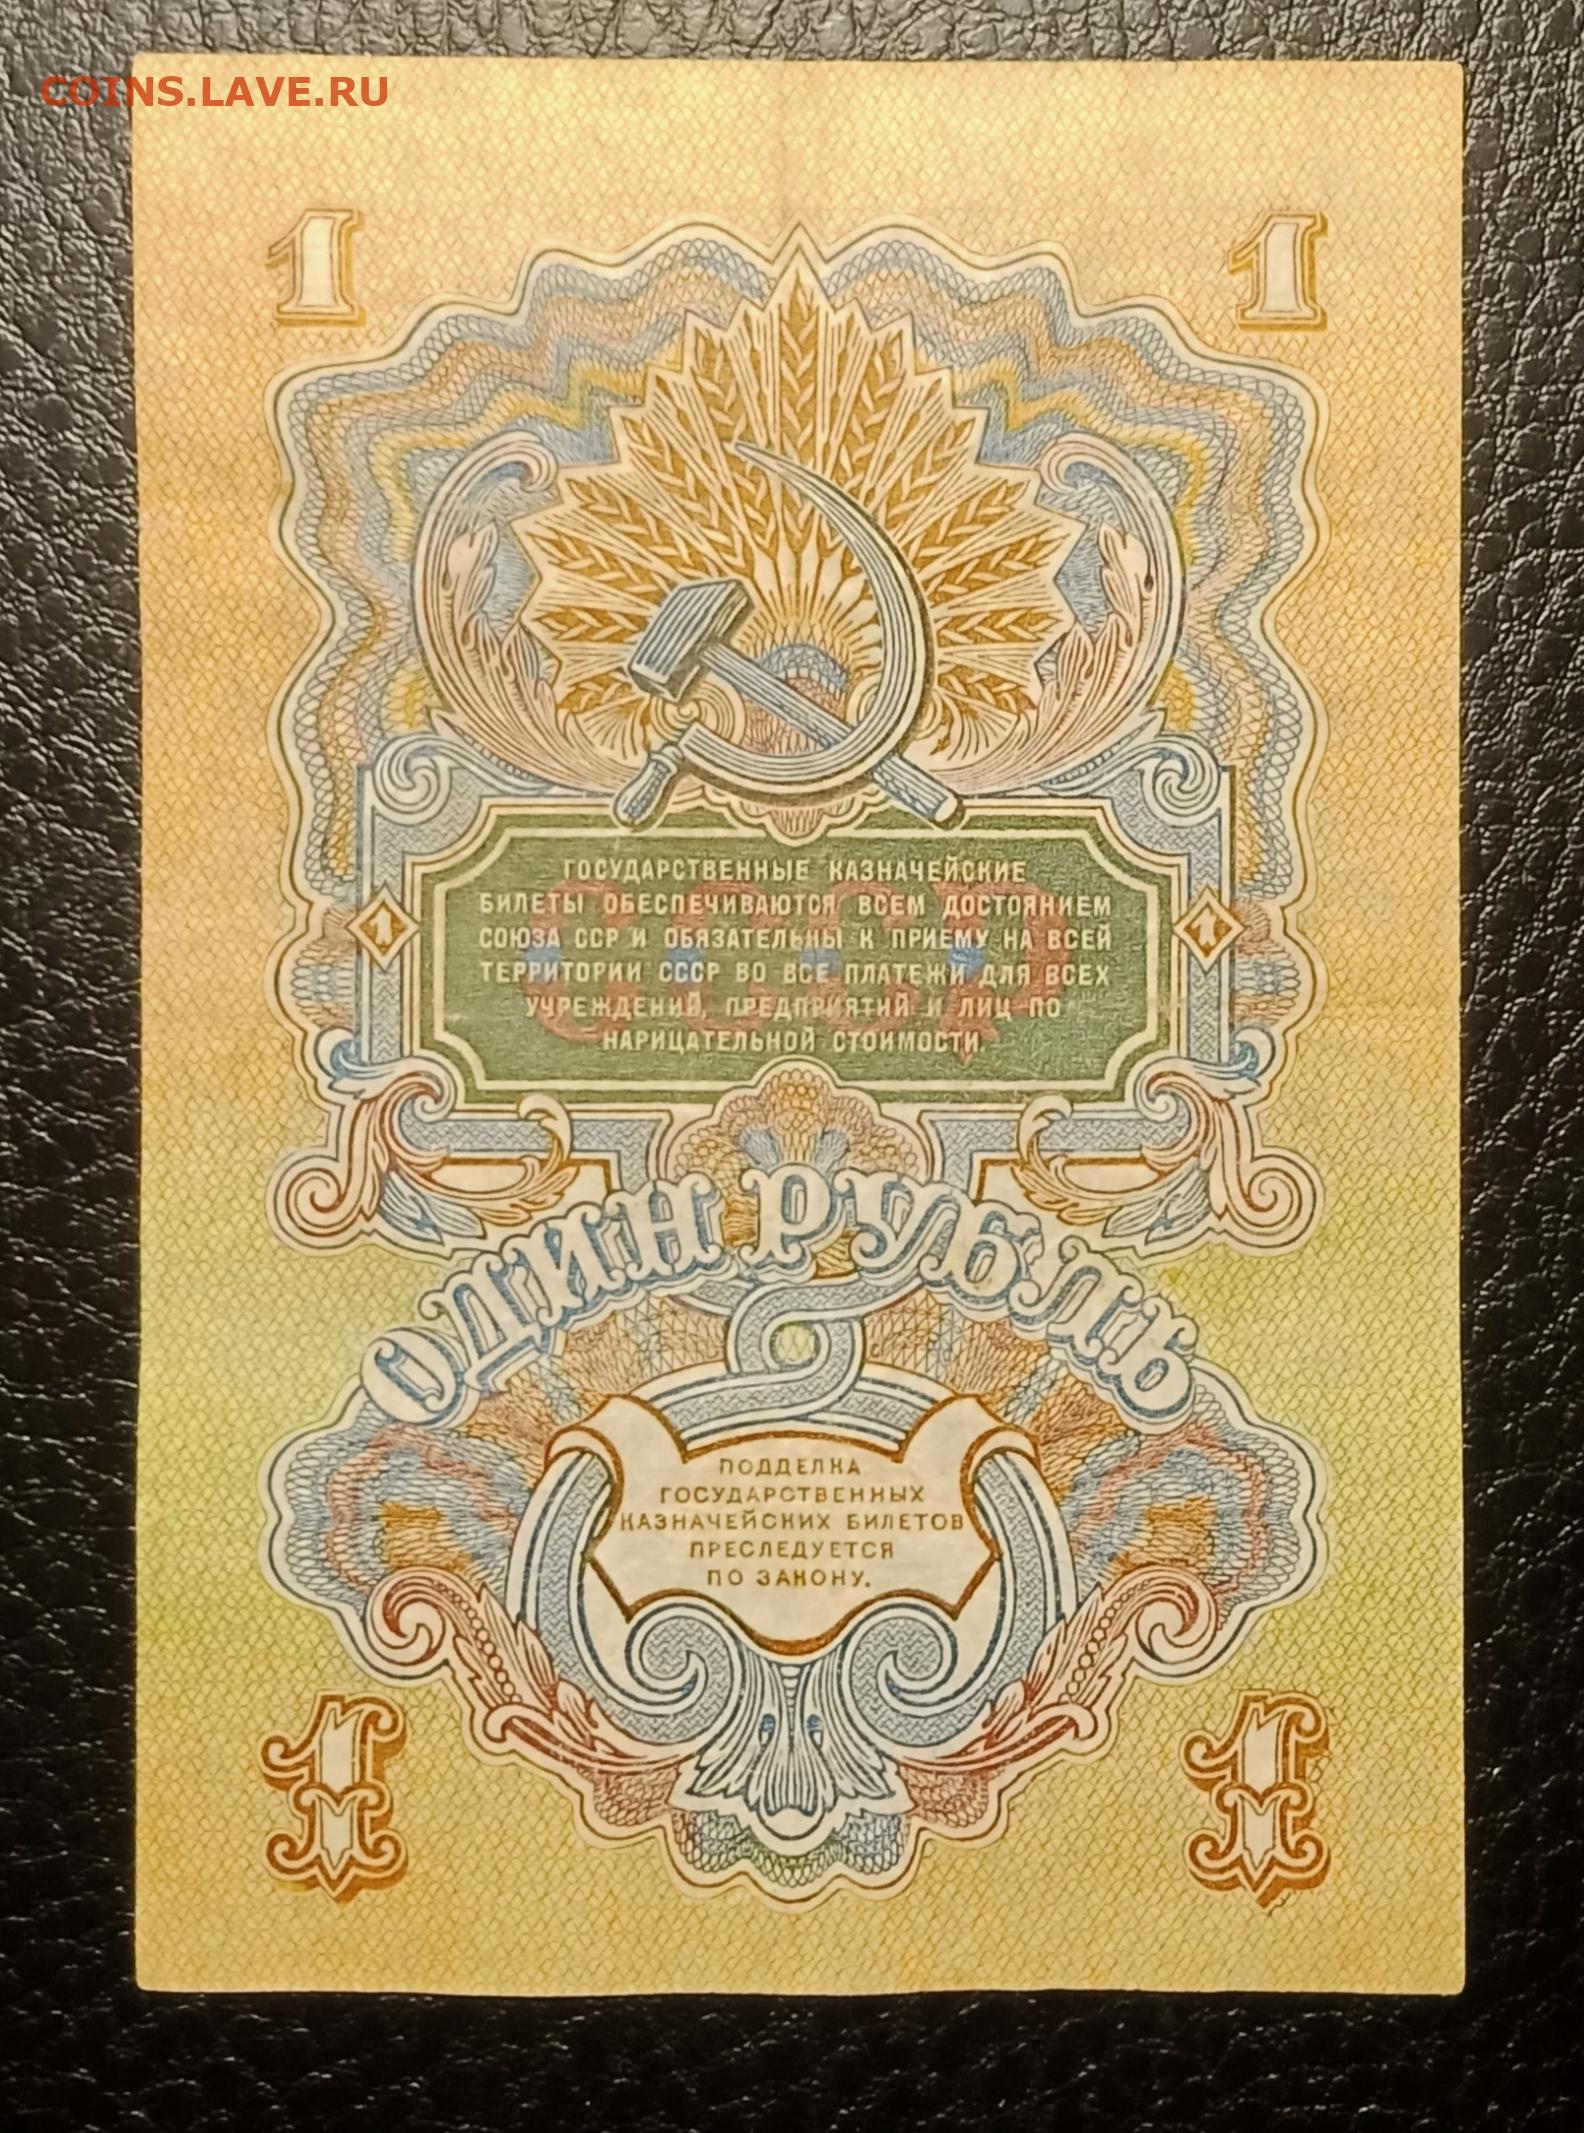 COINS.LAVE.RU
1 1
ГОСУДАРСТВЕННЫЕ КАЗНАЧЕЙСКИЕ
БИЛЕТЫ ОБЕСПЕЧИВАЮТСЯ ВСЕМ ДОСТОЯНИЕМ
СОЮЗА ССР И ОБЯЗАТЕЛЬНЫ К ПРИЕМУ НА ВСЕЙ
ТЕРРИТОРИИ СССР ВО ВСЕ ПЛАТЕЖИ ДЛЯ ВСЕХ
УЧРЕЖДЕНИЙ, ПРЕДПРИЯТИЙ И ЛИЦ ПО
НАРИЦАТЕЛЬНОЙ СТОИМОСТИ.
СССР
1 1
ОДИН РУБЛЬ
ПОДДЕЛКА
ГОСУДАРСТВЕННЫХ
КАЗНАЧЕЙСКИХ БИЛЕТОВ
ПРЕСЛЕДУЕТСЯ
ПО ЗАКОНУ.
1 1